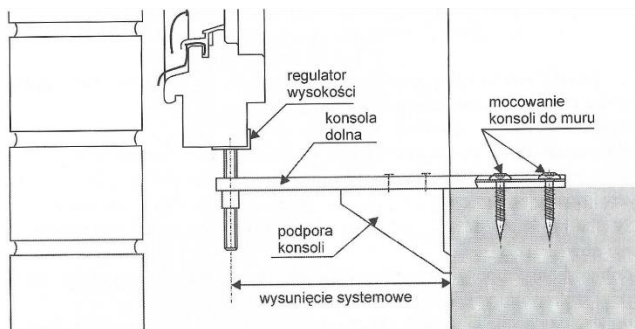 regulator
wysokości
konsola
dolna
mocowanie
konsoli do muru
podpora
konsoli
wysunięcie systemowe